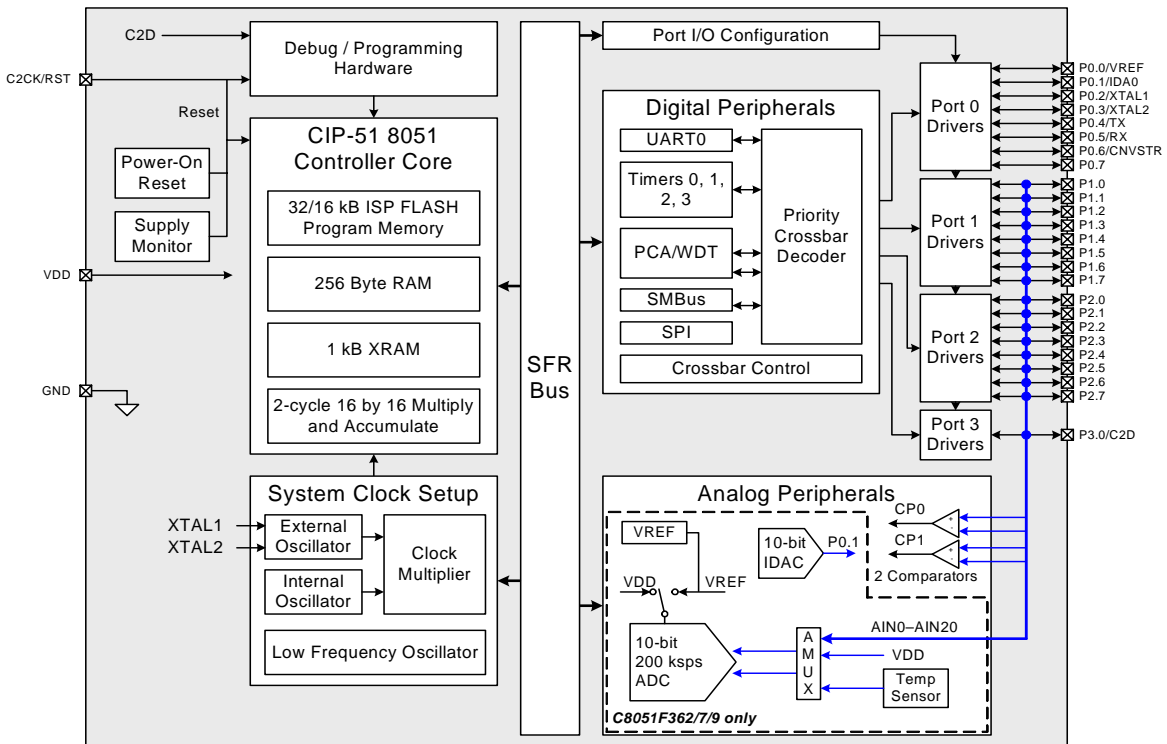 C2D
C2CK/RST
Reset
Debug / Programming
Hardware
CIP-51 8051
Controller Core
32/16 kB ISP FLASH
Program Memory
256 Byte RAM
1 kB XRAM
2-cycle 16 by 16 Multiply
and Accumulate
Power-On
Reset
Supply
Monitor
VDD
GND
System Clock Setup
XTAL1
XTAL2
External
Oscillator
Internal
Oscillator
Clock
Multiplier
Low Frequency Oscillator
SFR
Bus
Port I/O Configuration
Digital Peripherals
UART0
Timers 0, 1,
2, 3
PCA/WDT
SMBus
SPI
Priority
Crossbar
Decoder
Crossbar Control
Port 0
Drivers
Port 1
Drivers
Port 2
Drivers
Port 3
Drivers
P0.0/VREF
P0.1/IDA0
P0.2/XTAL1
P0.3/XTAL2
P0.4/TX
P0.5/RX
P0.6/CNVSTR
P0.7
P1.0
P1.1
P1.2
P1.3
P1.4
P1.5
P1.6
P1.7
P2.0
P2.1
P2.2
P2.3
P2.4
P2.5
P2.6
P2.7
P3.0/C2D
Analog Peripherals
VREF
VDD
VREF
10-bit
IDAC
P0.1
CP0
+
-
CP1
+
-
2 Comparators
10-bit
200 ksps
ADC
A
M
U
X
AIN0–AIN20
VDD
Temp
Sensor
C8051F362/7/9 only